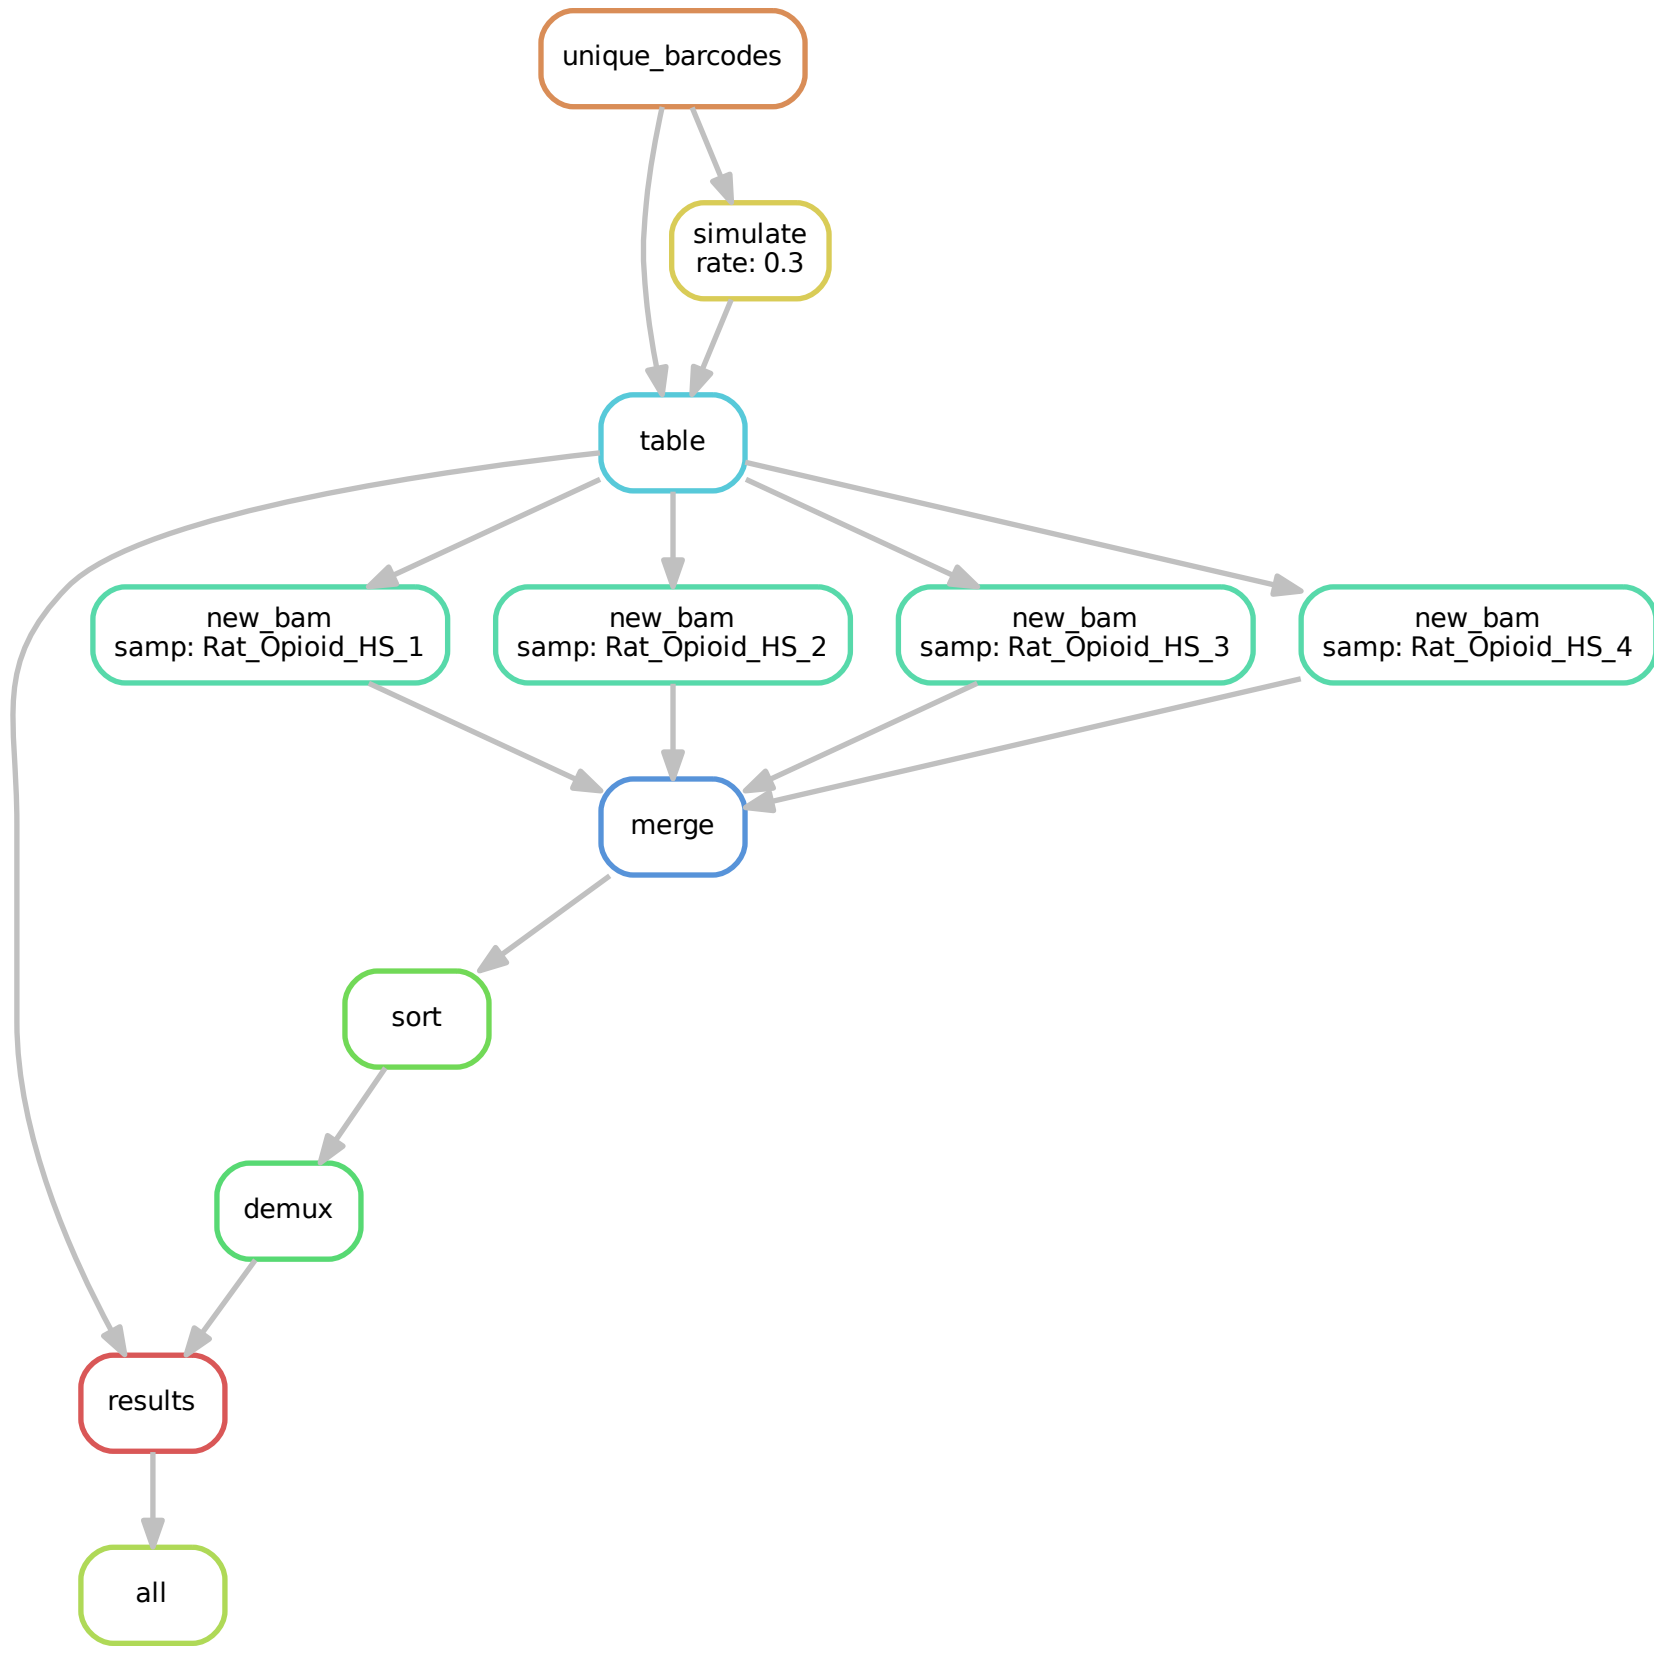 unique_barcodes
simulate
rate: 0.3
table
new_bam
samp: Rat_Opioid_HS_1
new_bam
samp: Rat_Opioid_HS_2
new_bam
samp: Rat_Opioid_HS_3
new_bam
samp: Rat_Opioid_HS_4
merge
sort
demux
results
all